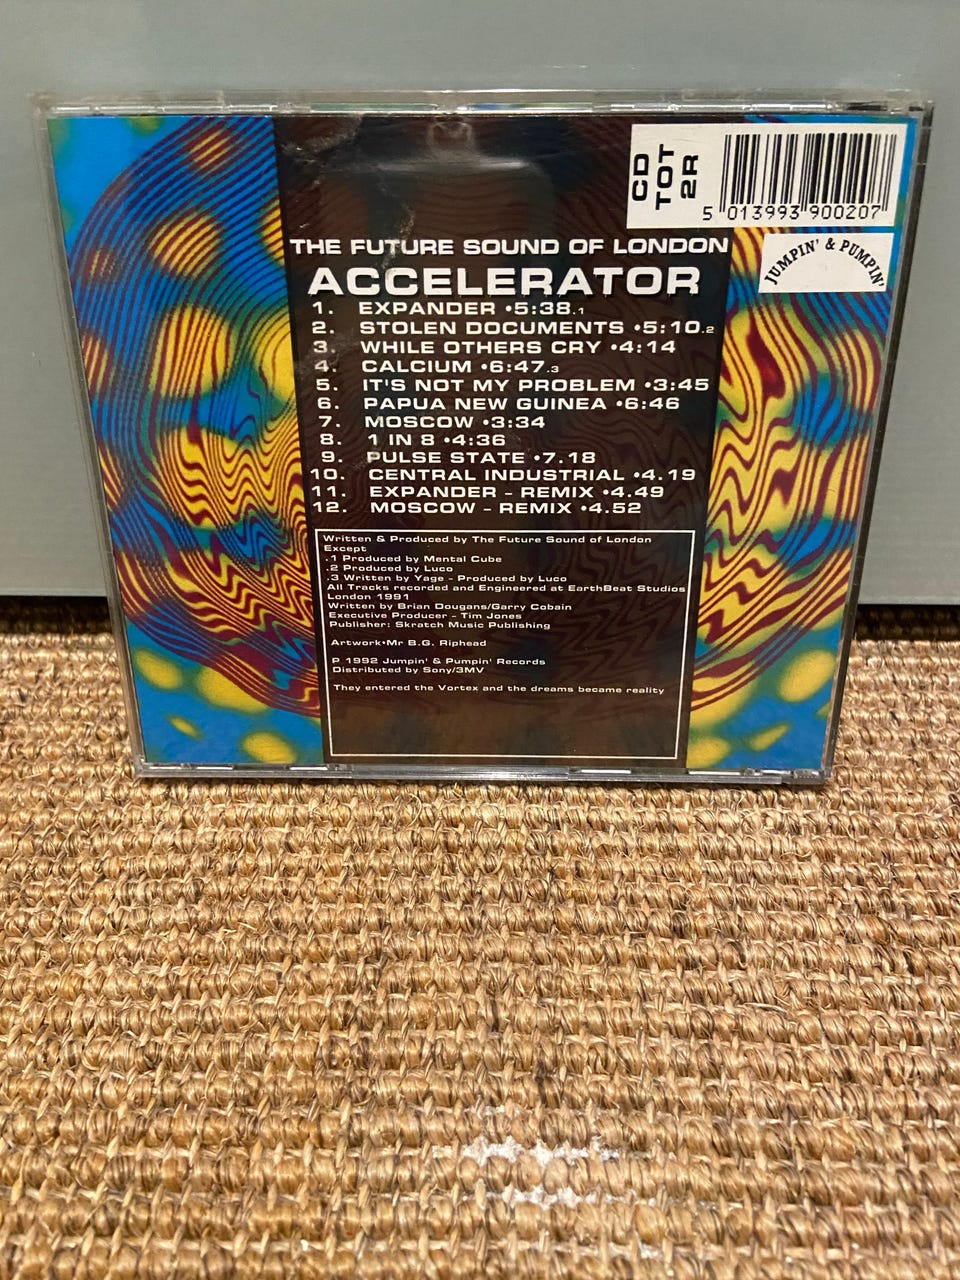 CD
TOT
2R
5 013993 900207
JUMPIN' & PUMPIN'
THE FUTURE SOUND OF LONDON
ACCELERATOR
1. EXPANDER •5:38.1
2. STOLEN DOCUMENTS •5:10.2
3. WHILE OTHERS CRY •4:14
4. CALCIUM •6:47.3
5. IT'S NOT MY PROBLEM •3:45
6. PAPUA NEW GUINEA •6:46
7. MOSCOW •3:34
8. 1 IN 8 •4:36
9. PULSE STATE •7.18
10. CENTRAL INDUSTRIAL •4.19
11. EXPANDER - REMIX •4.49
12. MOSCOW - REMIX •4.52
Written & Produced by The Future Sound of London
Except
.1 Produced by Mental Cube
.2 Produced by Luco
.3 Written by Yage - Produced by Luco
All Tracks recorded and Engineered at EarthBeat Studios
London 1991
Written by Brian Dougans/Garry Cobain
Executive Producer - Tim Jones
Publisher: Skratch Music Publishing
Artwork•Mr B.G. Riphead
P 1992 Jumpin' & Pumpin' Records
Distributed by Sony/3MV
They entered the Vortex and the dreams became reality